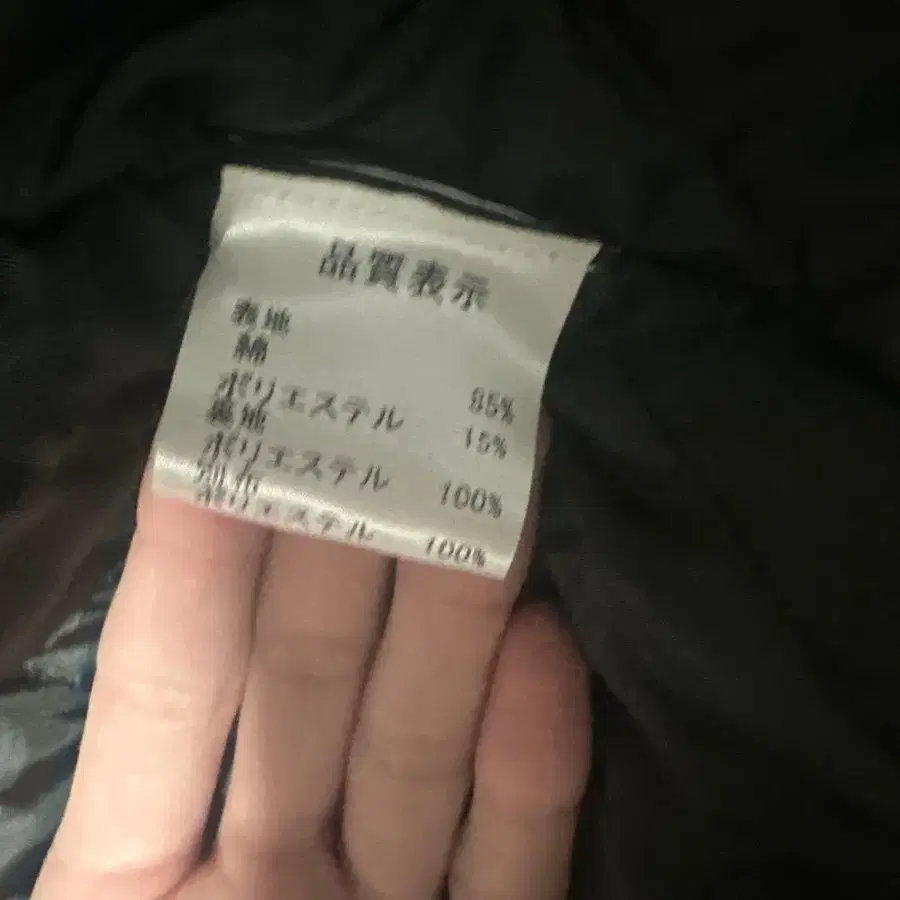 品質表示
表地
綿 85%
ポリエステル 15%
裏地
ポリエステル 100%
別布
ポリエステル 100%